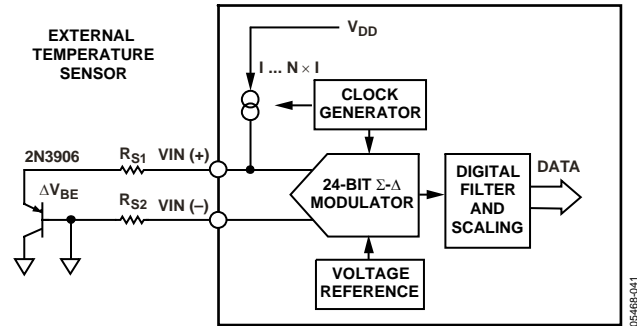 EXTERNAL
TEMPERATURE
SENSOR
V_DD
I ... N × I
CLOCK
GENERATOR
2N3906
R_S1
VIN (+)
ΔV_BE
R_S2
VIN (–)
24-BIT Σ-Δ
MODULATOR
DIGITAL
FILTER
AND
SCALING
DATA
VOLTAGE
REFERENCE
05468-041